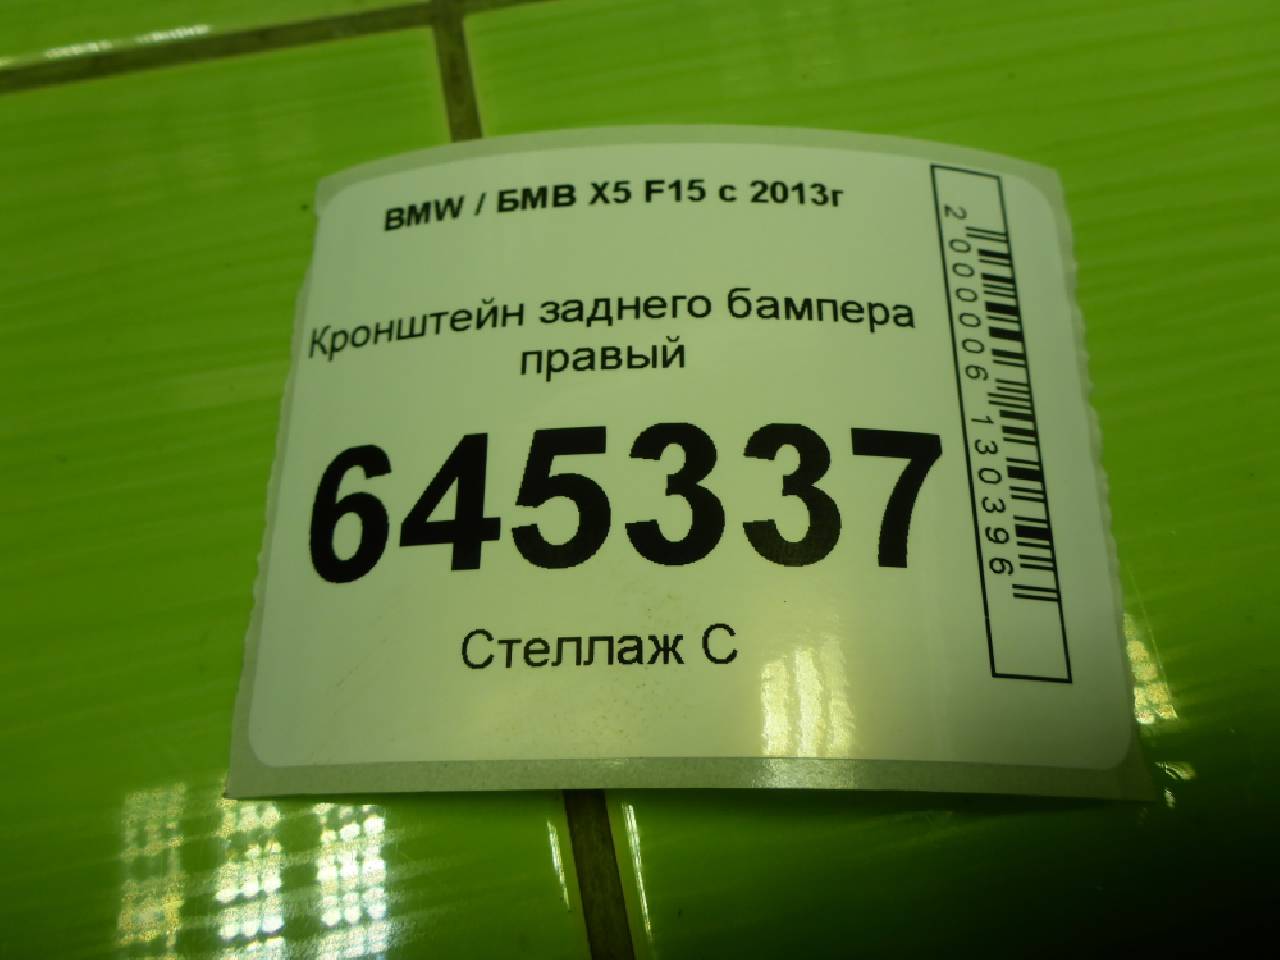 BMW / БМВ X5 F15 с 2013г
Кронштейн заднего бампера
правый
645337
Стеллаж С
2000006130396